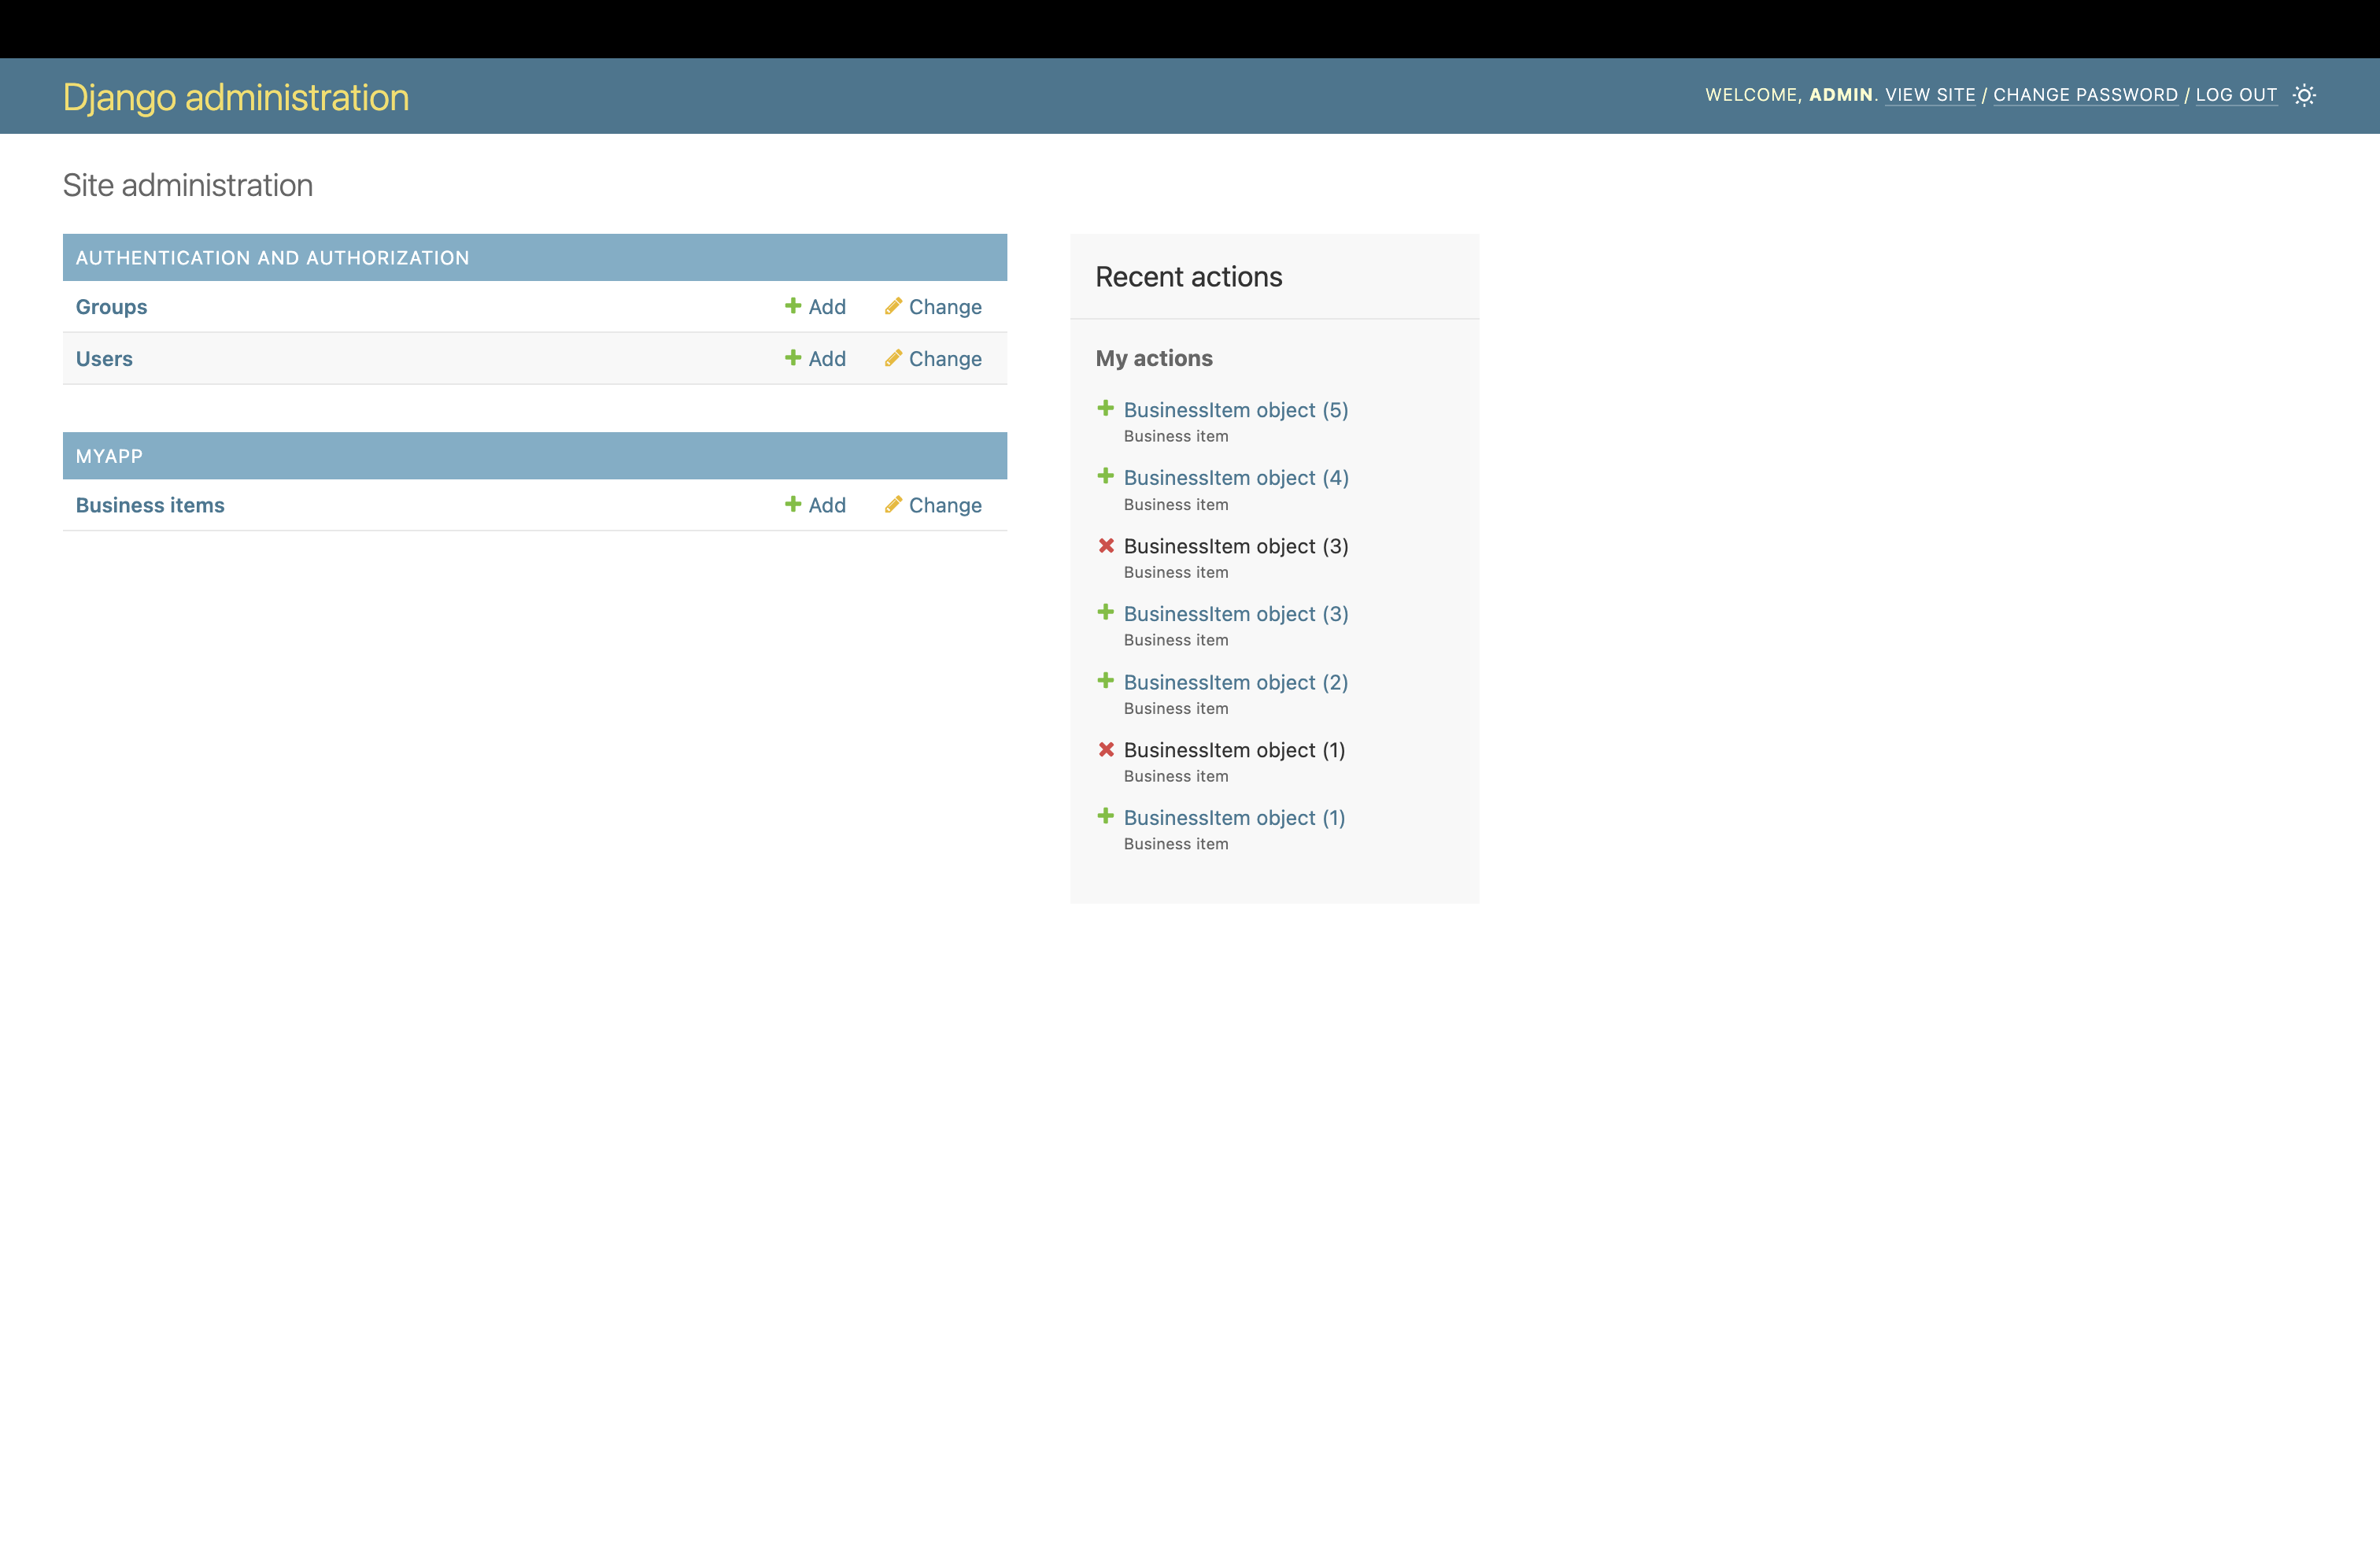 Django administration
WELCOME, ADMIN. VIEW SITE / CHANGE PASSWORD / LOG OUT
Site administration
AUTHENTICATION AND AUTHORIZATION
Groups Add Change
Users Add Change
MYAPP
Business items Add Change
Recent actions
My actions
BusinessItem object (5)
Business item
BusinessItem object (4)
Business item
BusinessItem object (3)
Business item
BusinessItem object (3)
Business item
BusinessItem object (2)
Business item
BusinessItem object (1)
Business item
BusinessItem object (1)
Business item